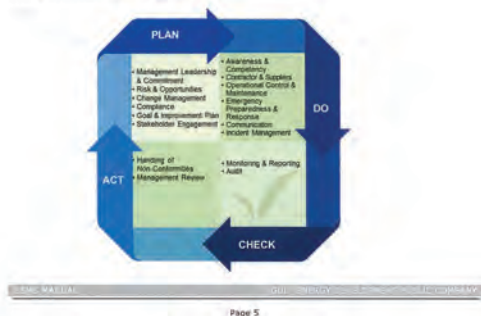 PLAN
• Management Leadership
& Commitment
• Risk & Opportunities
• Change Management
• Compliance
• Goal & Improvement Plan
• Stakeholder Engagement
• Awareness &
Competency
• Contractor & Suppliers
• Operational Control &
Maintenance
• Emergency
Preparedness &
Response
• Communication
• Incident Management
DO
ACT
• Handling of
Non-Conformities
• Management Review
• Monitoring & Reporting
• Audit
CHECK
MANUAL
COMPANY
Page 5